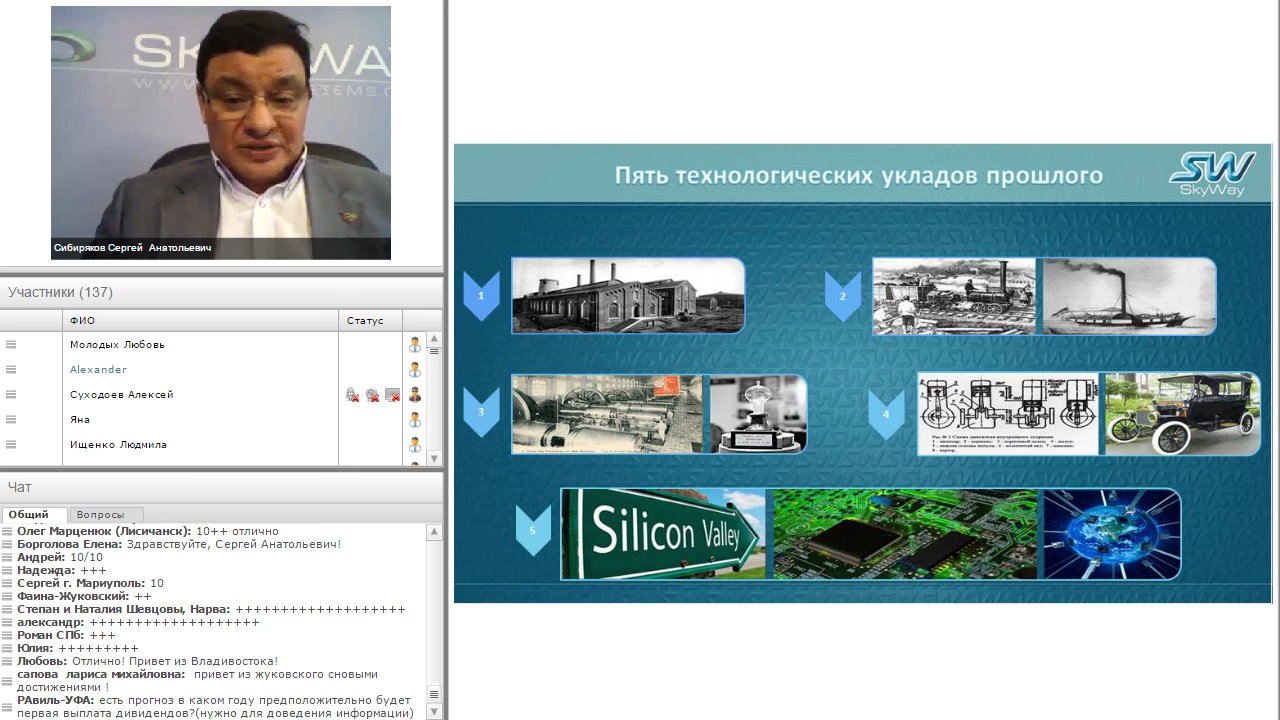 SKYWAY
Сибиряков Сергей Анатольевич
Участники (137)
ФИО
Статус
Молодых Любовь
Alexander
Суходоев Алексей
Яна
Ищенко Людмила
Чат
Общий
Вопросы
Олег Марценюк (Лисичанск): 10++ отлично
Борголова Елена: Здравствуйте, Сергей Анатольевич!
Андрей: 10/10
Надежда: +++
Сергей г. Мариуполь: 10
Фаина-Жуковский: ++
Степан и Наталия Шевцовы, Нарва: +++++++++++++++++++
александр: +++++++++++++++++++
Роман СПб: +++
Юлия: +++++++++
Любовь: Отлично! Привет из Владивостока!
сапова лариса михайловна: привет из жуковского сновыми
достижениями !
РАвиль-УФА: есть прогноз в каком году предположительно будет
первая выплата дивидендов?(нужно для доведения информации)
Пять технологических укладов прошлого
SW
SkyWay
1
2
3
4
5
Silicon Valley